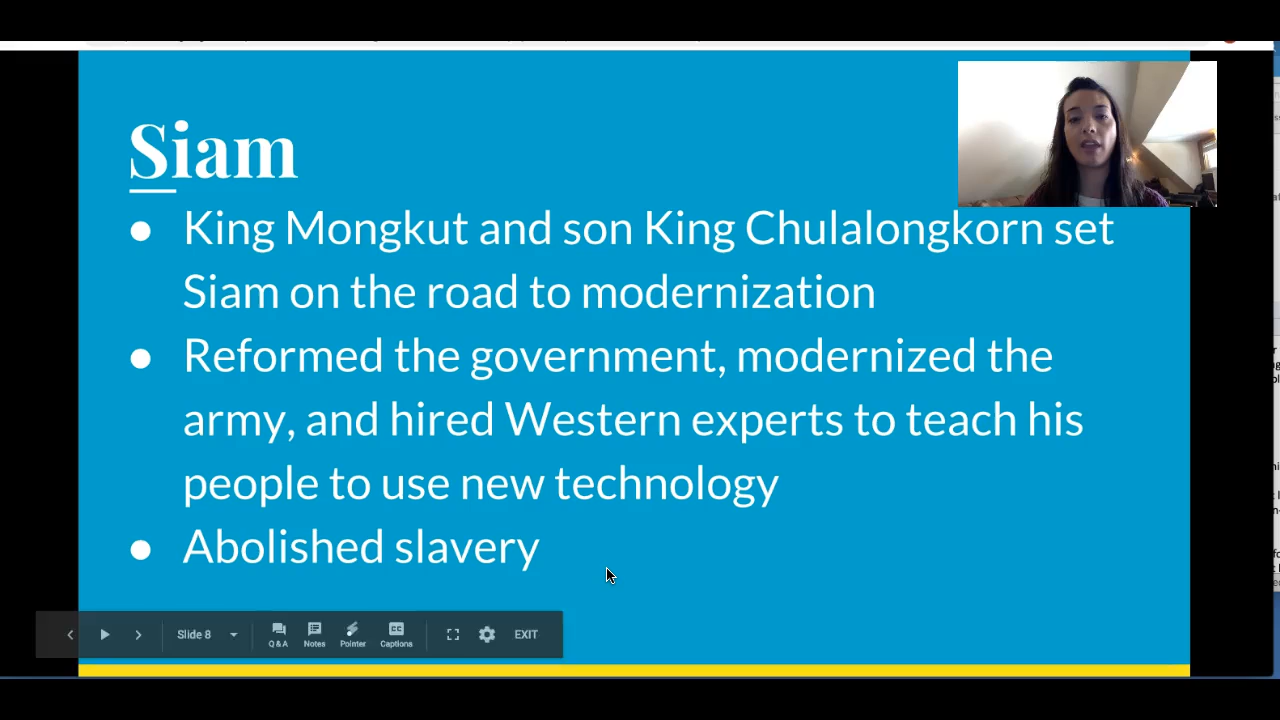 Siam
● King Mongkut and son King Chulalongkorn set
Siam on the road to modernization
● Reformed the government, modernized the
army, and hired Western experts to teach his
people to use new technology
● Abolished slavery
Slide 8
Q & A
Notes
Pointer
CC
Captions
EXIT